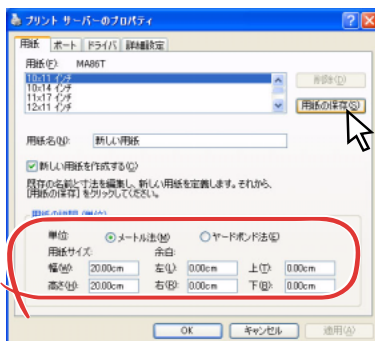 プリント サーバーのプロパティ
用紙 ポート ドライバ 詳細設定
用紙(F): MA86T
10x11 インチ
10x14 インチ
11x17 インチ
12x11 インチ
削除(D)
用紙の保存(S)
用紙名(N): 新しい用紙
新しい用紙を作成する(C)
既存の名前と寸法を編集し、新しい用紙を定義します。それから、
[用紙の保存] をクリックしてください。
単位: メートル法(M) ヤードポンド法(E)
用紙サイズ: 余白:
幅(W): 20.00cm 左(L): 0.00cm 上(T): 0.00cm
高さ(H): 20.00cm 右(R): 0.00cm 下(B): 0.00cm
OK キャンセル 適用(A)